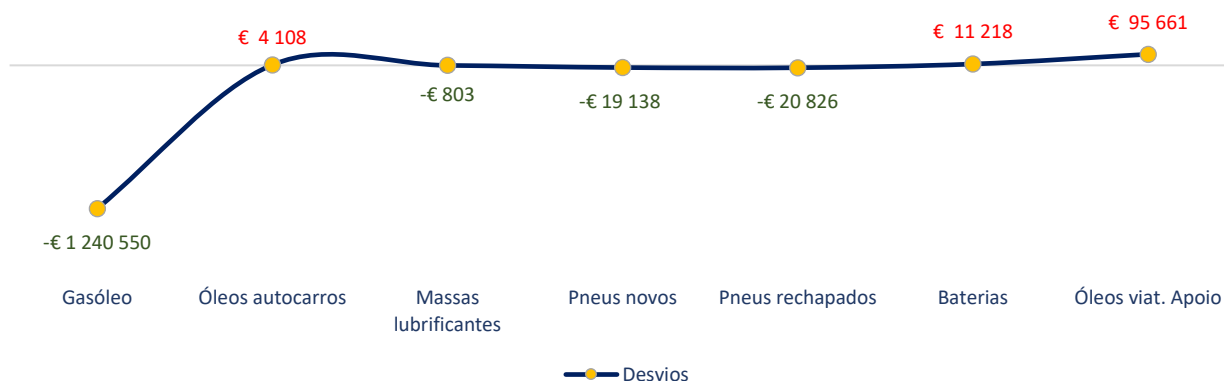 € 4 108
-€ 803
-€ 19 138
-€ 20 826
€ 11 218
€ 95 661
-€ 1 240 550
Gasóleo
Óleos autocarros
Massas
lubrificantes
Pneus novos
Pneus rechapados
Baterias
Óleos viat. Apoio
Desvios